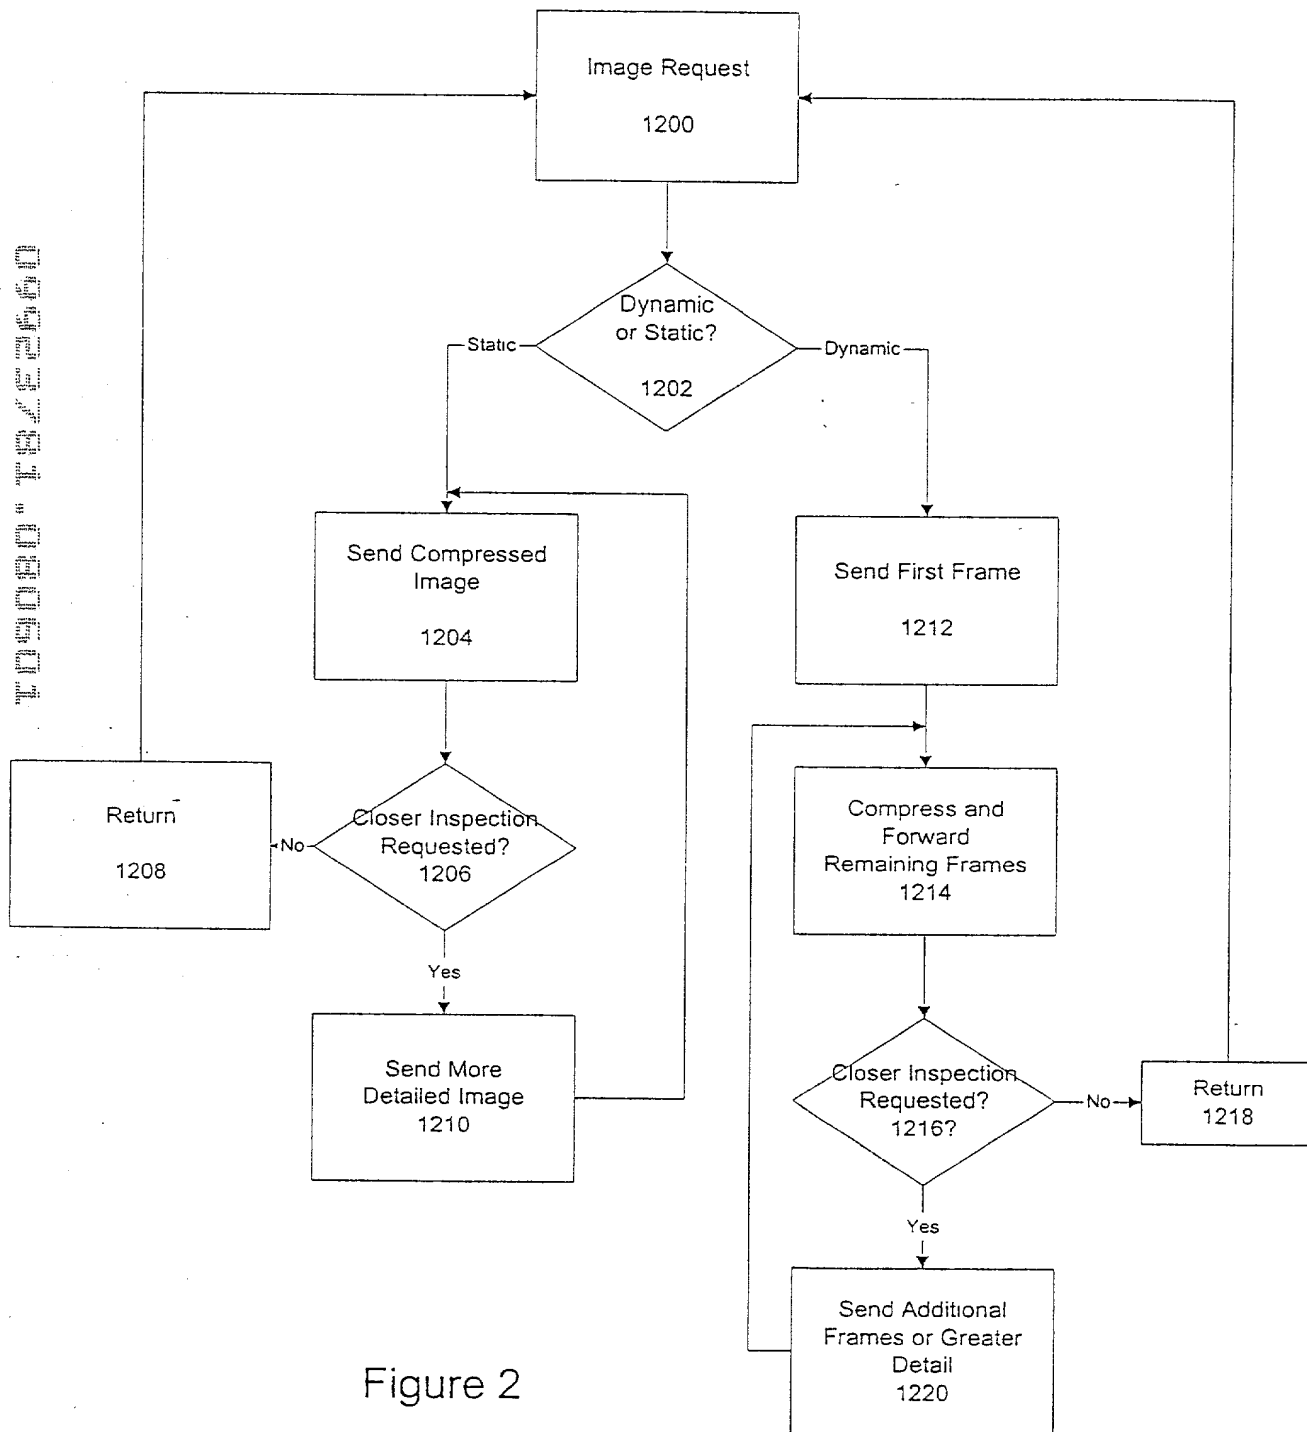 Image Request
1200
Dynamic
or Static?
1202
Static
Dynamic
Send Compressed
Image
1204
Send First Frame
1212
Return
1208
No
Closer Inspection
Requested?
1206
Compress and
Forward
Remaining Frames
1214
Yes
Send More
Detailed Image
1210
Closer Inspection
Requested?
1216?
No
Return
1218
Yes
Send Additional
Frames or Greater
Detail
1220
Figure 2